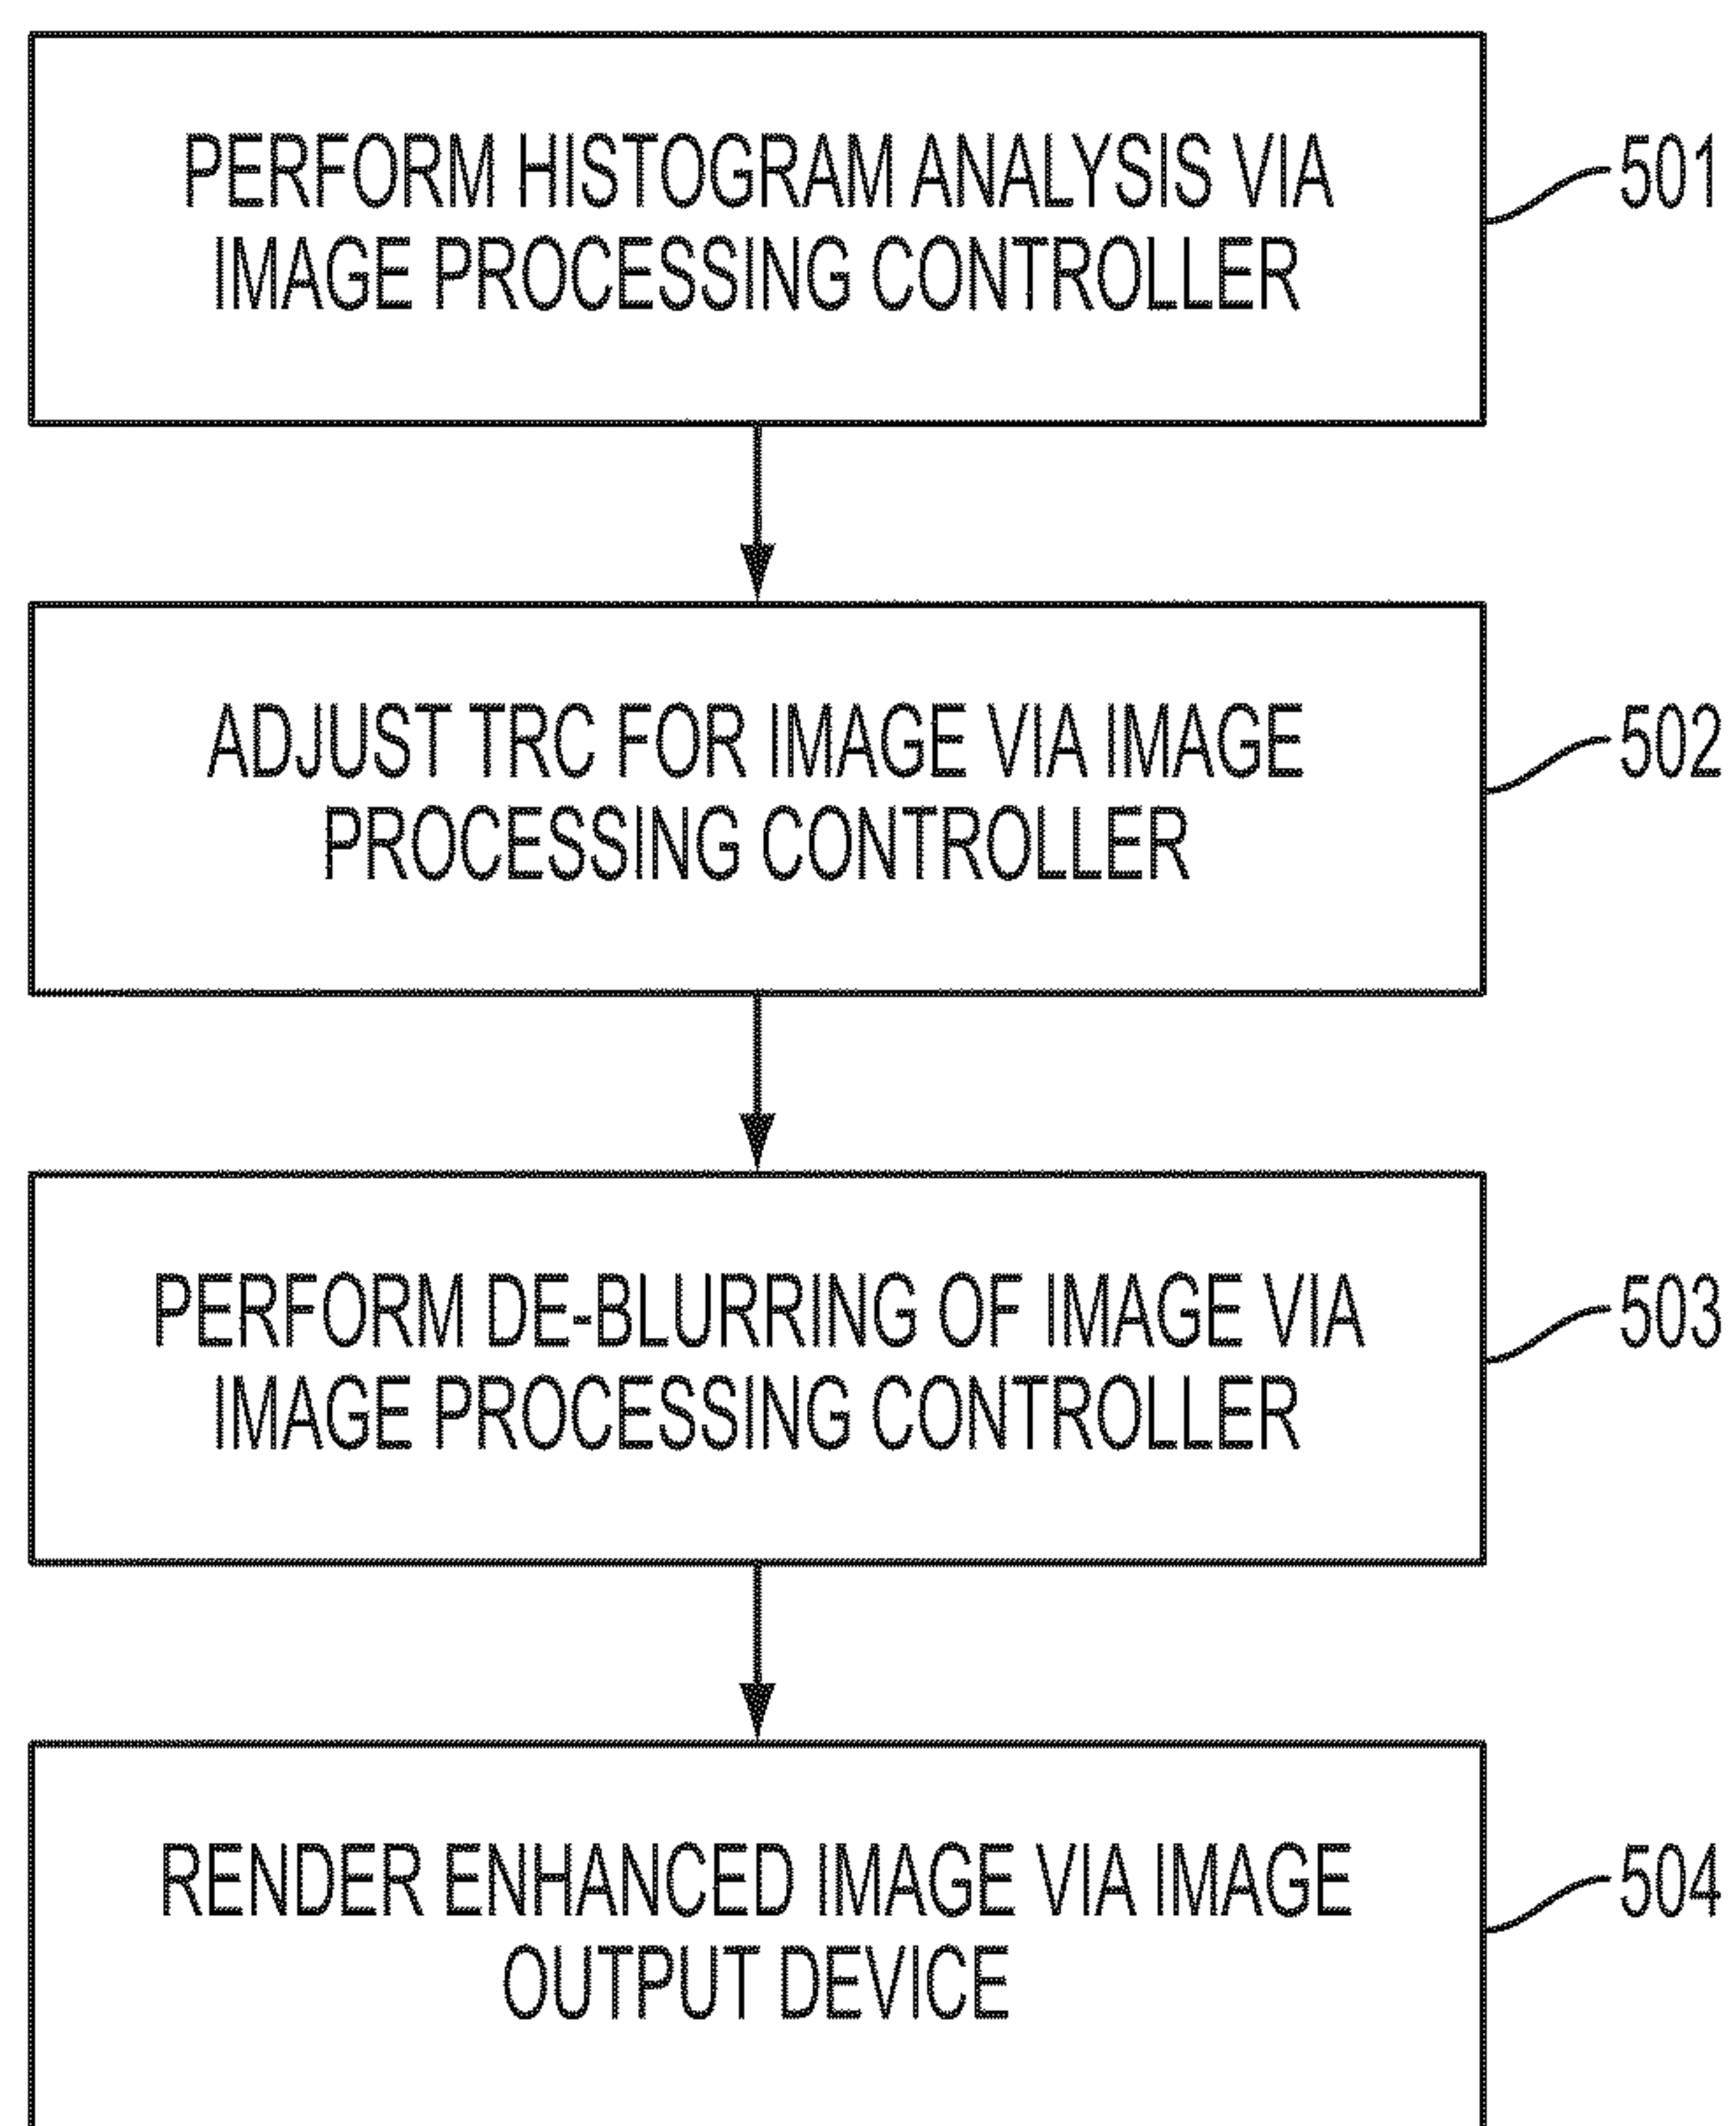 PERFORM HISTOGRAM ANALYSIS VIA
IMAGE PROCESSING CONTROLLER
501
ADJUST TRC FOR IMAGE VIA IMAGE
PROCESSING CONTROLLER
502
PERFORM DE-BLURRING OF IMAGE VIA
IMAGE PROCESSING CONTROLLER
503
RENDER ENHANCED IMAGE VIA IMAGE
OUTPUT DEVICE
504